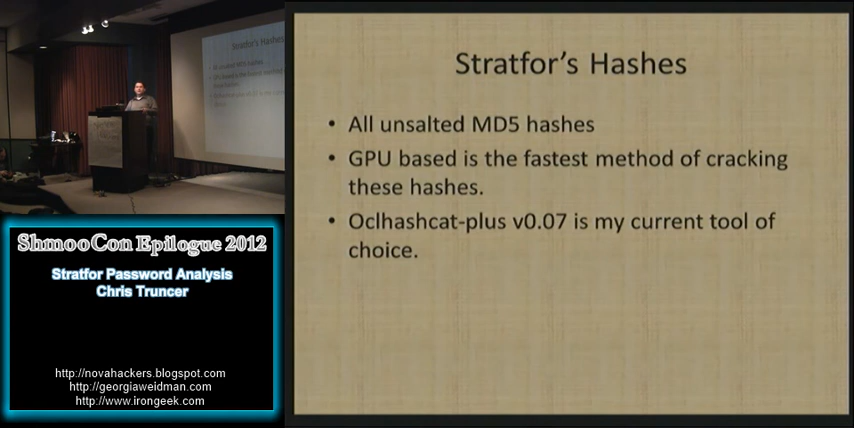 Stratfor's Hashes
• All unsalted MD5 hashes
• GPU based is the fastest method of cracking
these hashes.
• Oclhashcat-plus v0.07 is my current tool of
choice.
ShmooCon Epilogue 2012
Stratfor Password Analysis
Chris Truncer
http://novahackers.blogspot.com
http://georgiaweidman.com
http://www.irongeek.com